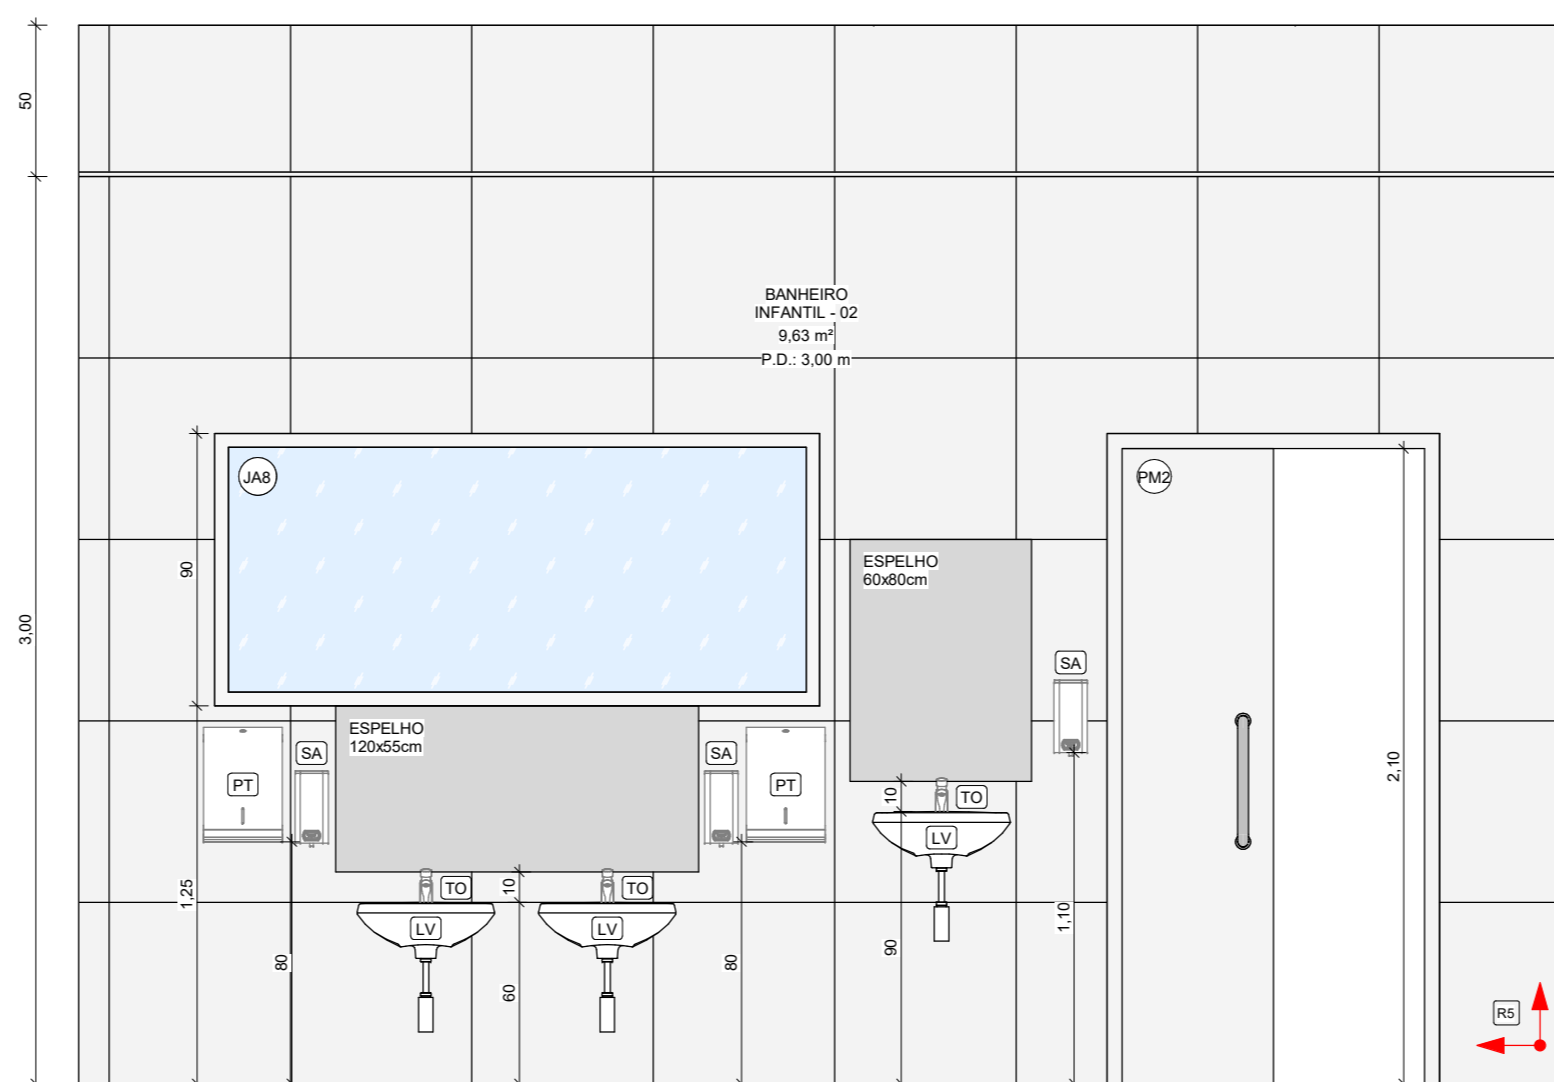 50
BANHEIRO
INFANTIL - 02
9,63 m²
P.D.: 3,00 m
JA8
PM2
90
ESPELHO
60x80cm
3,00
SA
ESPELHO
120x55cm
SA
SA
PT
PT
2,10
10
TO
LV
TO
10
TO
1,25
LV
LV
1,10
80
80
90
60
R5